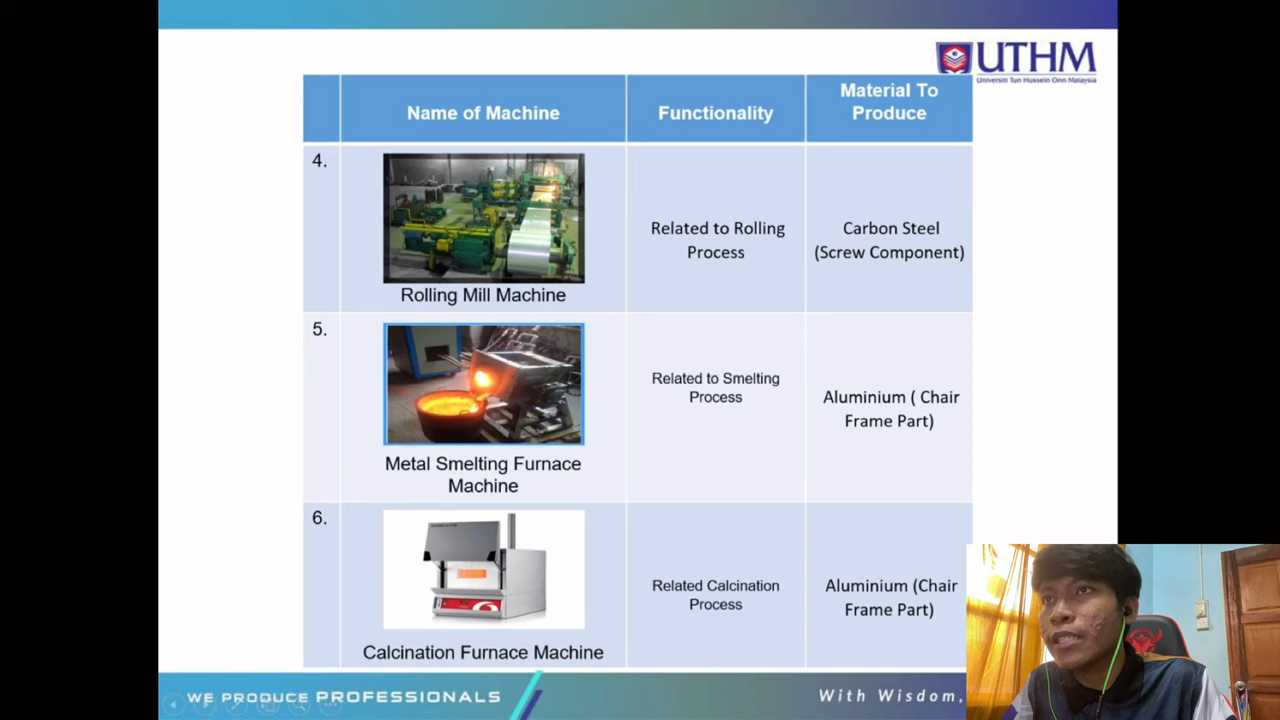 UTHM
Universiti Tun Hussein Onn Malaysia
Name of Machine
Functionality
Material To
Produce
4.
Rolling Mill Machine
Related to Rolling
Process
Carbon Steel
(Screw Component)
5.
Metal Smelting Furnace
Machine
Related to Smelting
Process
Aluminium ( Chair
Frame Part)
6.
Calcination Furnace Machine
Related Calcination
Process
Aluminium (Chair
Frame Part)
WE PRODUCE PROFESSIONALS
With Wisdom,